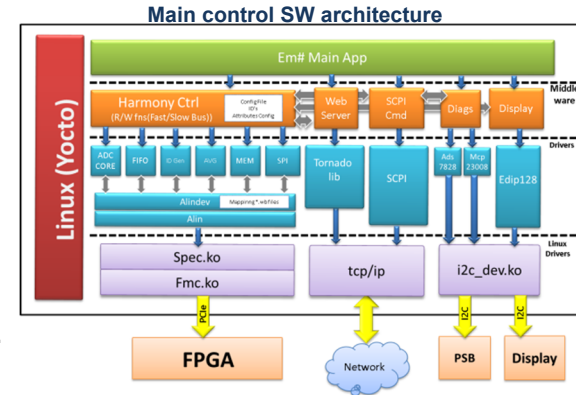 Main control SW architecture
Linux (Yocto)
Em# Main App
Middle
ware
Harmony Ctrl
(R/W fns(Fast/Slow Bus))
ConfigFile
ID's
Attributes Config
Web
Server
SCPI
Cmd
Diags
Display
Drivers
ADC
CORE
FIFO
ID Gen
AVG
MEM
SPI
Tornado
lib
SCPI
Ads
7828
Mcp
23008
Edip128
Alindev
Mappinng *.wb files
Alin
Linux
Drivers
Spec.ko
Fmc.ko
tcp/ip
i2c_dev.ko
PCIe
I2C
I2C
FPGA
Network
PSB
Display